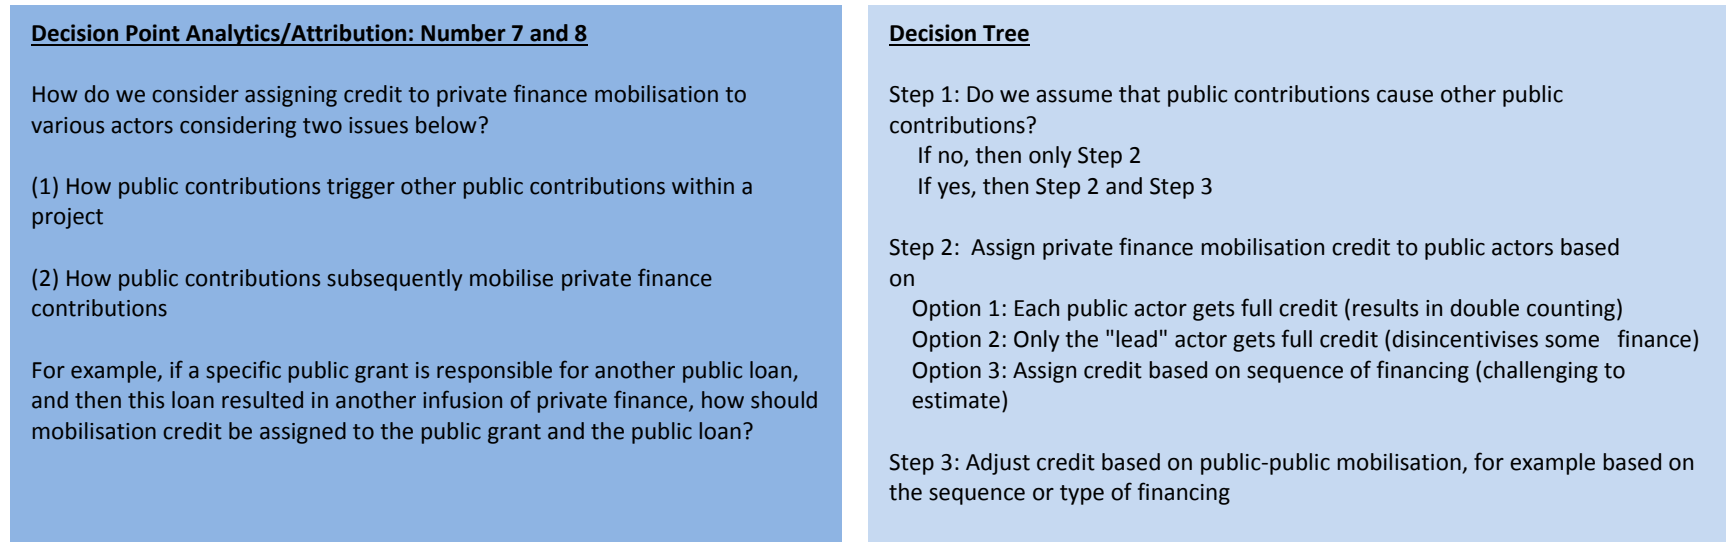 Decision Point Analytics/Attribution: Number 7 and 8
How do we consider assigning credit to private finance mobilisation to
various actors considering two issues below?
(1) How public contributions trigger other public contributions within a
project
(2) How public contributions subsequently mobilise private finance
contributions
For example, if a specific public grant is responsible for another public loan,
and then this loan resulted in another infusion of private finance, how should
mobilisation credit be assigned to the public grant and the public loan?
Decision Tree
Step 1: Do we assume that public contributions cause other public
contributions?
If no, then only Step 2
If yes, then Step 2 and Step 3
Step 2:  Assign private finance mobilisation credit to public actors based
on
Option 1: Each public actor gets full credit (results in double counting)
Option 2: Only the "lead" actor gets full credit (disincentivises some   finance)
Option 3: Assign credit based on sequence of financing (challenging to
estimate)
Step 3: Adjust credit based on public-public mobilisation, for example based on
the sequence or type of financing